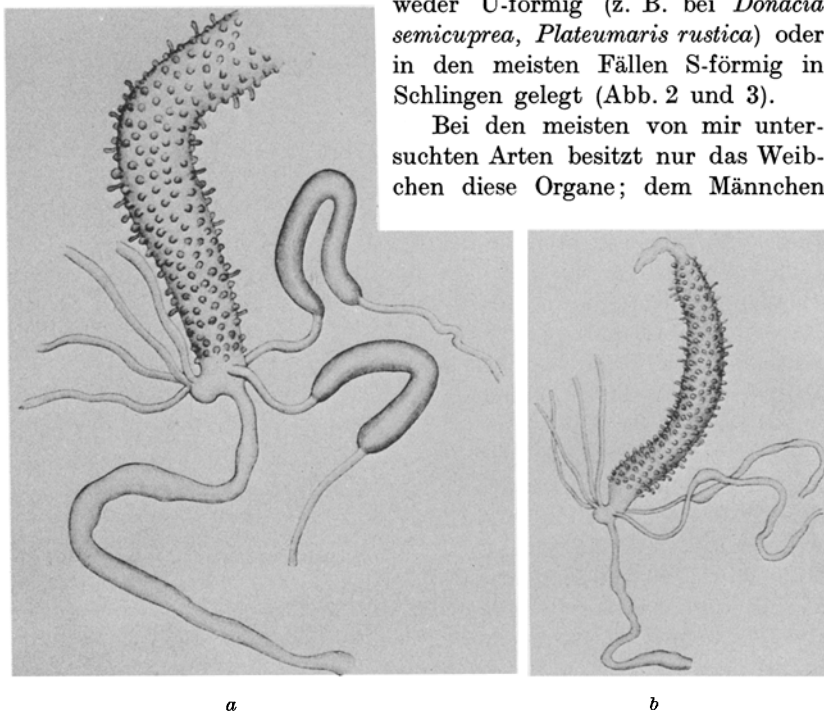 weder U-förmig (z. B. bei Donacia
semicuprea, Plateumaris rustica) oder
in den meisten Fällen S-förmig in
Schlingen gelegt (Abb. 2 und 3).
Bei den meisten von mir unter-
suchten Arten besitzt nur das Weib-
chen diese Organe; dem Männchen
a
b